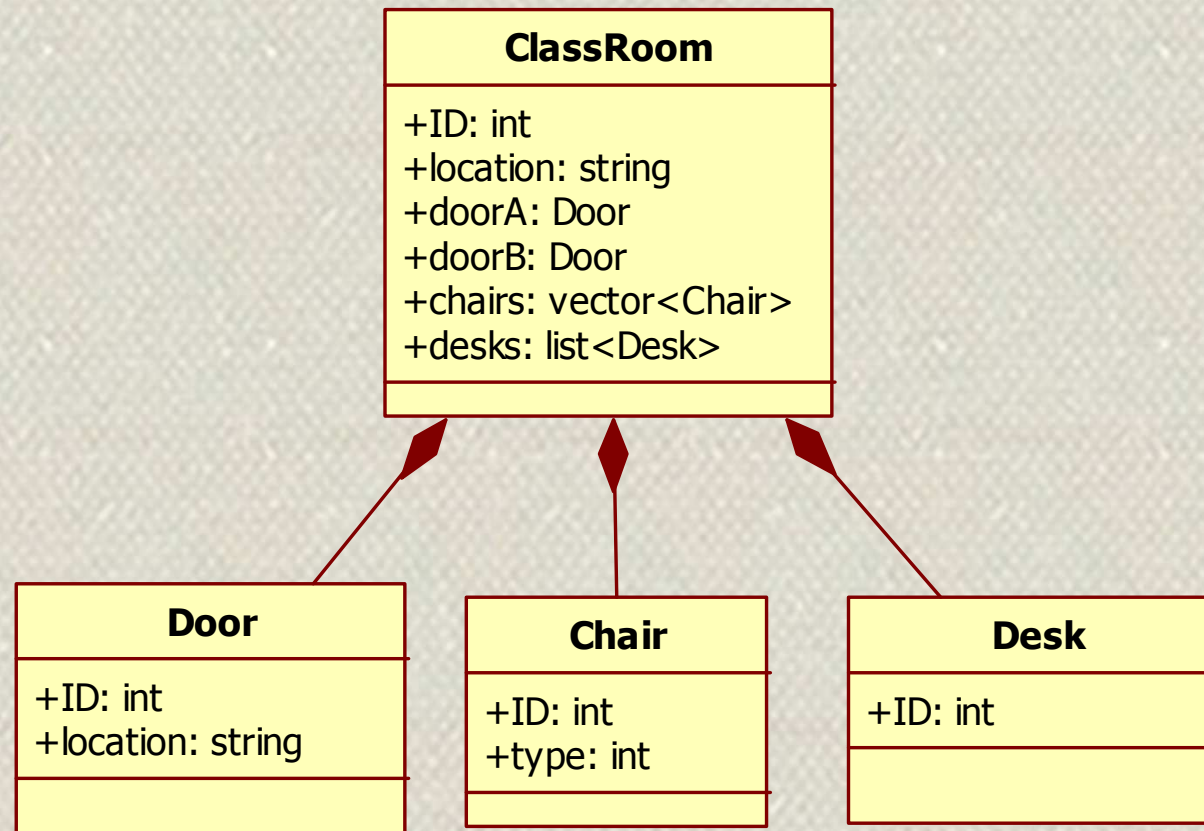 ClassRoom
+ID: int
+location: string
+doorA: Door
+doorB: Door
+chairs: vector<Chair>
+desks: list<Desk>
Door
+ID: int
+location: string
Chair
+ID: int
+type: int
Desk
+ID: int